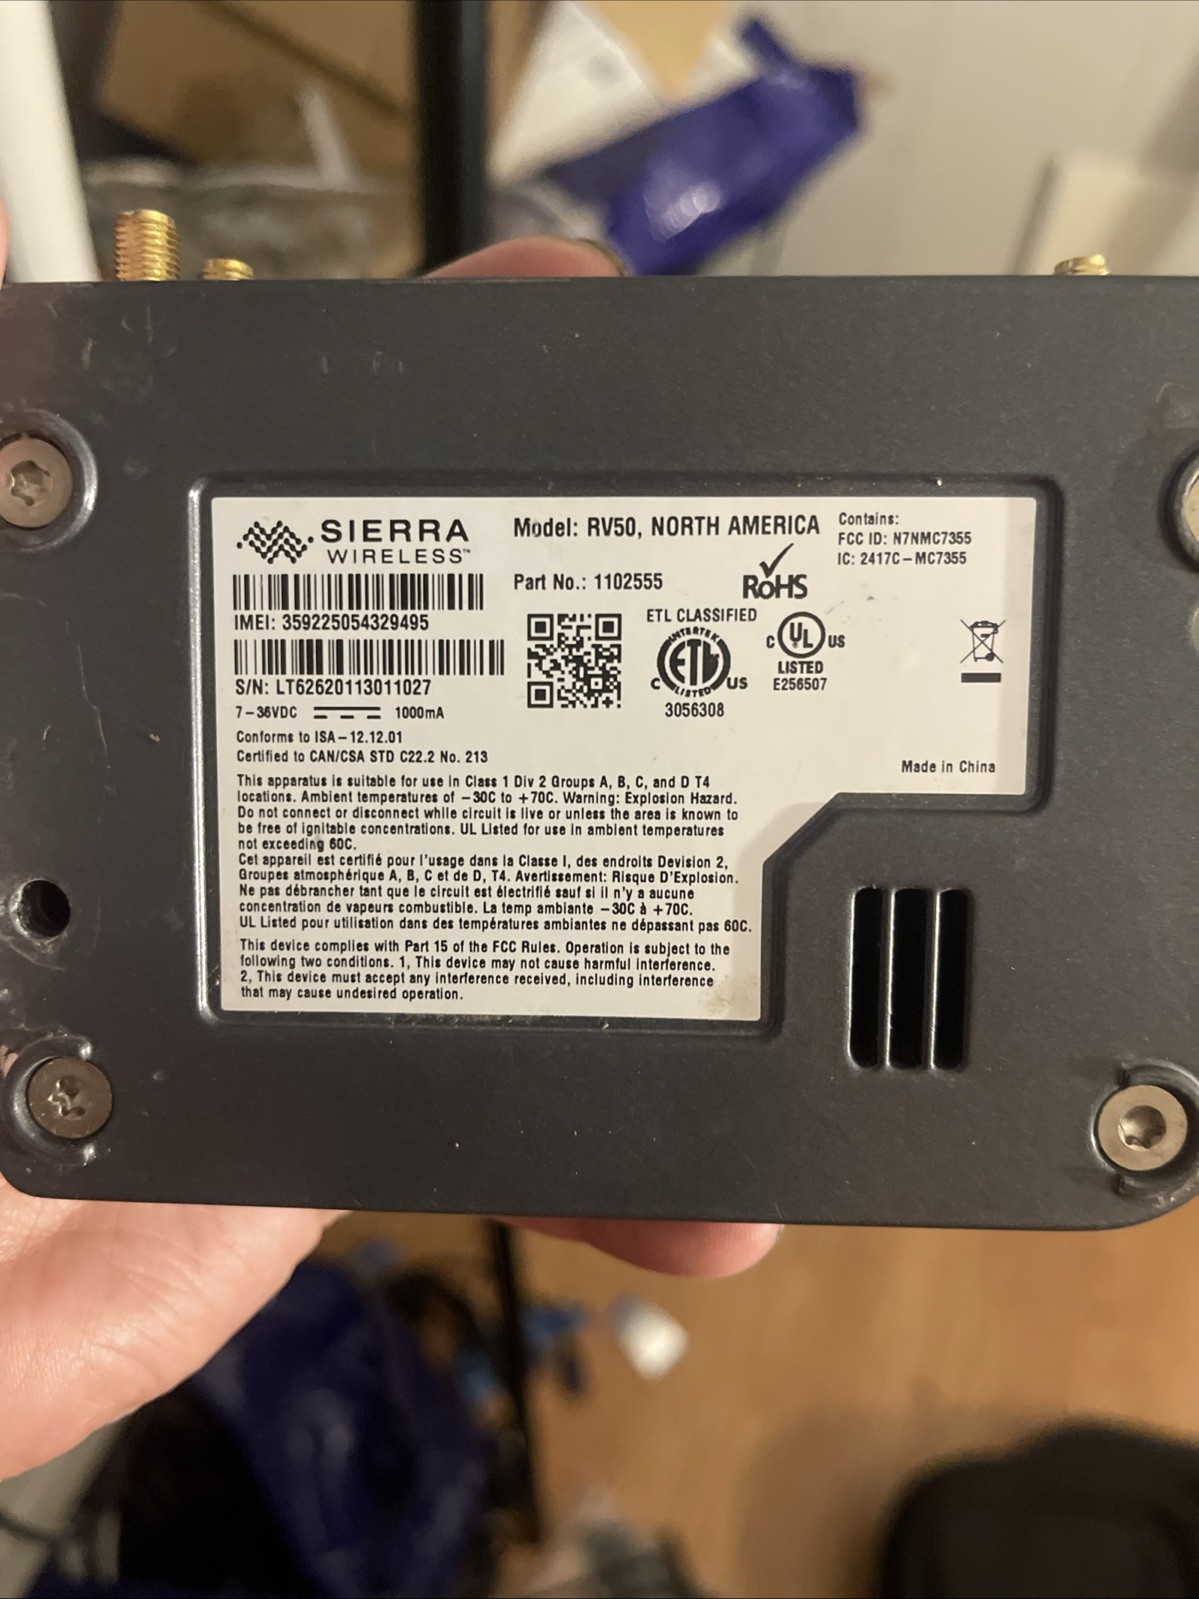 SIERRA
WIRELESS™
Model: RV50, NORTH AMERICA
Contains:
FCC ID: N7NMC7355
IC: 2417C-MC7355
Part No.: 1102555
RoHS
IMEI: 359225054329495
S/N: LT62620113011027
ETL CLASSIFIED
INTERTEK
ETL
LISTED
C US
3056308
C UL US
LISTED
E256507
7-36VDC 1000mA
Conforms to ISA-12.12.01
Certified to CAN/CSA STD C22.2 No. 213
Made in China
This apparatus is suitable for use in Class 1 Div 2 Groups A, B, C, and D T4
locations. Ambient temperatures of -30C to +70C. Warning: Explosion Hazard.
Do not connect or disconnect while circuit is live or unless the area is known to
be free of ignitable concentrations. UL Listed for use in ambient temperatures
not exceeding 60C.
Cet appareil est certifié pour l'usage dans la Classe I, des endroits Devision 2,
Groupes atmosphérique A, B, C et de D, T4. Avertissement: Risque D'Explosion.
Ne pas débrancher tant que le circuit est électrifié sauf si il n'y a aucune
concentration de vapeurs combustible. La temp ambiante -30C à +70C.
UL Listed pour utilisation dans des températures ambiantes ne dépassant pas 60C.
This device complies with Part 15 of the FCC Rules. Operation is subject to the
following two conditions. 1, This device may not cause harmful interference.
2, This device must accept any interference received, including interference
that may cause undesired operation.